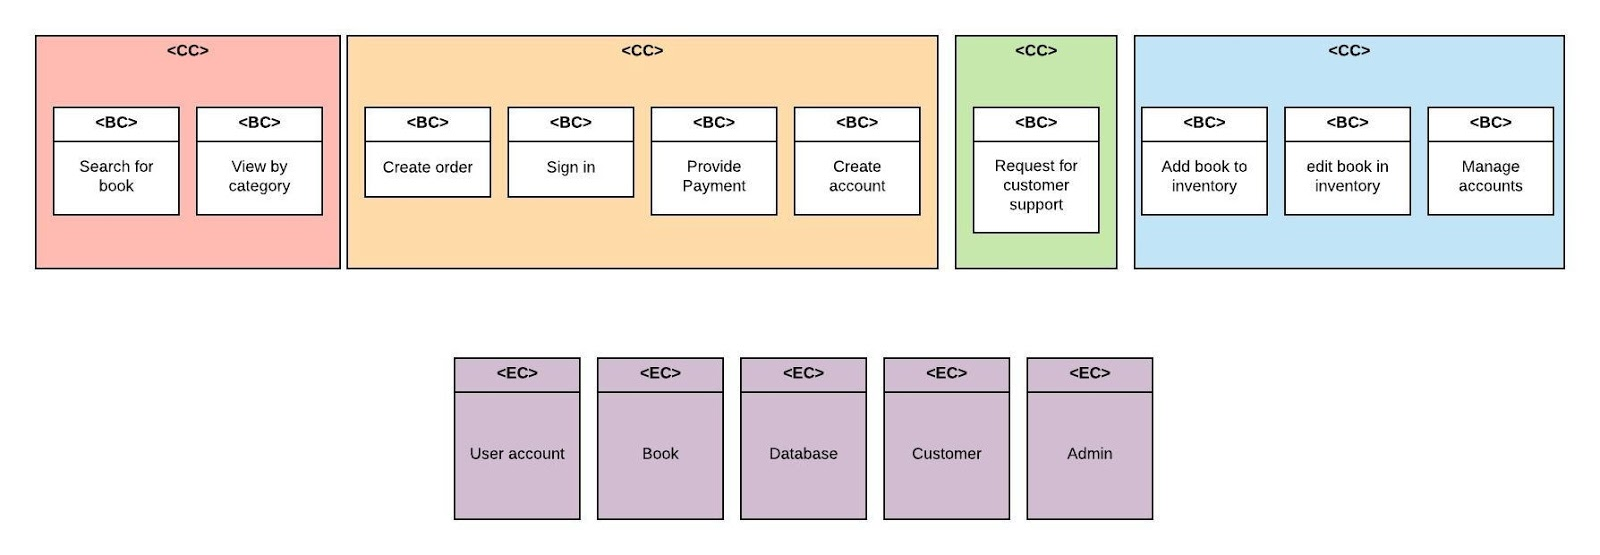 <CC>
<BC>
Search for
book
<BC>
View by
category
<CC>
<BC>
Create order
<BC>
Sign in
<BC>
Provide
Payment
<BC>
Create
account
<CC>
<BC>
Request for
customer
support
<CC>
<BC>
Add book to
inventory
<BC>
edit book in
inventory
<BC>
Manage
accounts
<EC>
User account
<EC>
Book
<EC>
Database
<EC>
Customer
<EC>
Admin